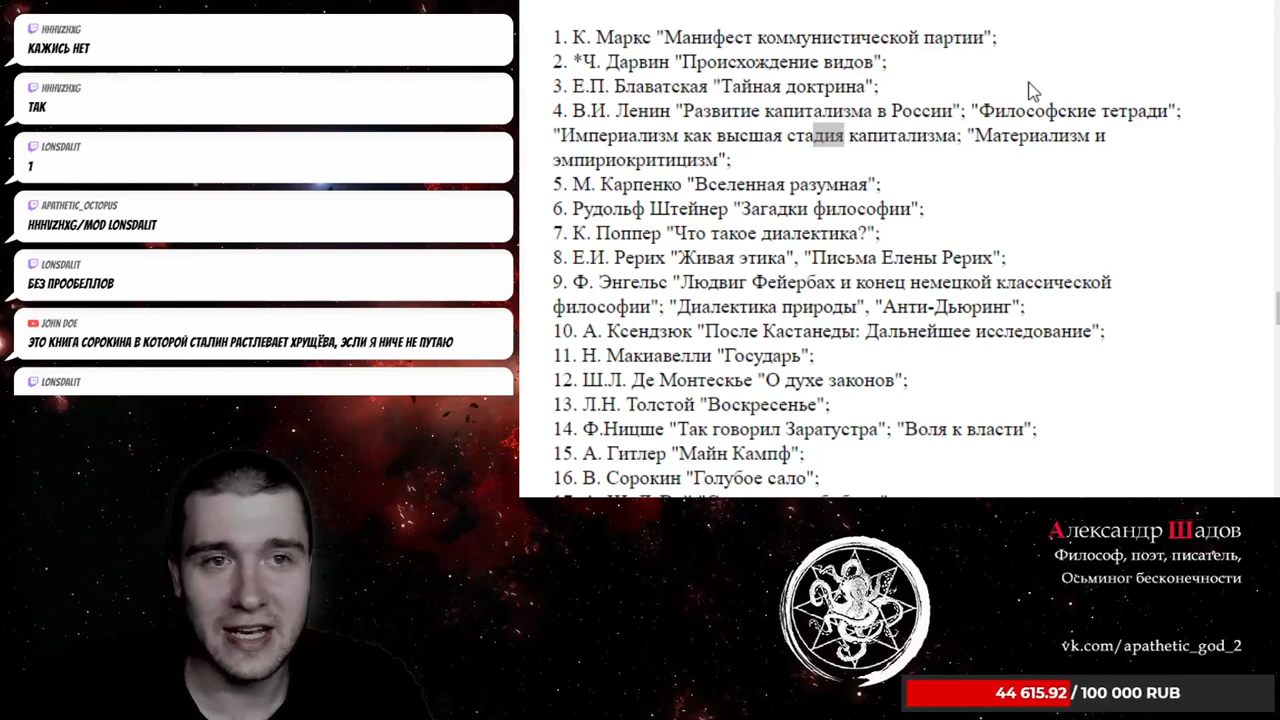 HHHVZHXG
КАЖИСЬ НЕТ
HHHVZHXG
ТАК
LONSDALIT
1
APATHETIC_OCTOPUS
HHHVZHXG/MOD LONSDALIT
LONSDALIT
БЕЗ ПРООБЕЛЛОВ
JOHN DOE
ЭТО КНИГА СОРОКИНА В КОТОРОЙ СТАЛИН РАСТЛЕВАЕТ ХРУЩЁВА, ЭСЛИ Я НИЧЕ НЕ ПУТАЮ
LONSDALIT
1. К. Маркс "Манифест коммунистической партии";
2. *Ч. Дарвин "Происхождение видов";
3. Е.П. Блаватская "Тайная доктрина";
4. В.И. Ленин "Развитие капитализма в России"; "Философские тетради";
"Империализм как высшая стадия капитализма; "Материализм и
эмпириокритицизм";
5. М. Карпенко "Вселенная разумная";
6. Рудольф Штейнер "Загадки философии";
7. К. Поппер "Что такое диалектика?";
8. Е.И. Рерих "Живая этика", "Письма Елены Рерих";
9. Ф. Энгельс "Людвиг Фейербах и конец немецкой классической
философии"; "Диалектика природы", "Анти-Дьюринг";
10. А. Ксендзюк "После Кастанеды: Дальнейшее исследование";
11. Н. Макиавелли "Государь";
12. Ш.Л. Де Монтескье "О духе законов";
13. Л.Н. Толстой "Воскресенье";
14. Ф.Ницше "Так говорил Заратустра"; "Воля к власти";
15. А. Гитлер "Майн Кампф";
16. В. Сорокин "Голубое сало";
Александр Шадов
Философ, поэт, писатель,
Осьминог бесконечности
vk.com/apathetic_god_2
44 615.92 / 100 000 RUB